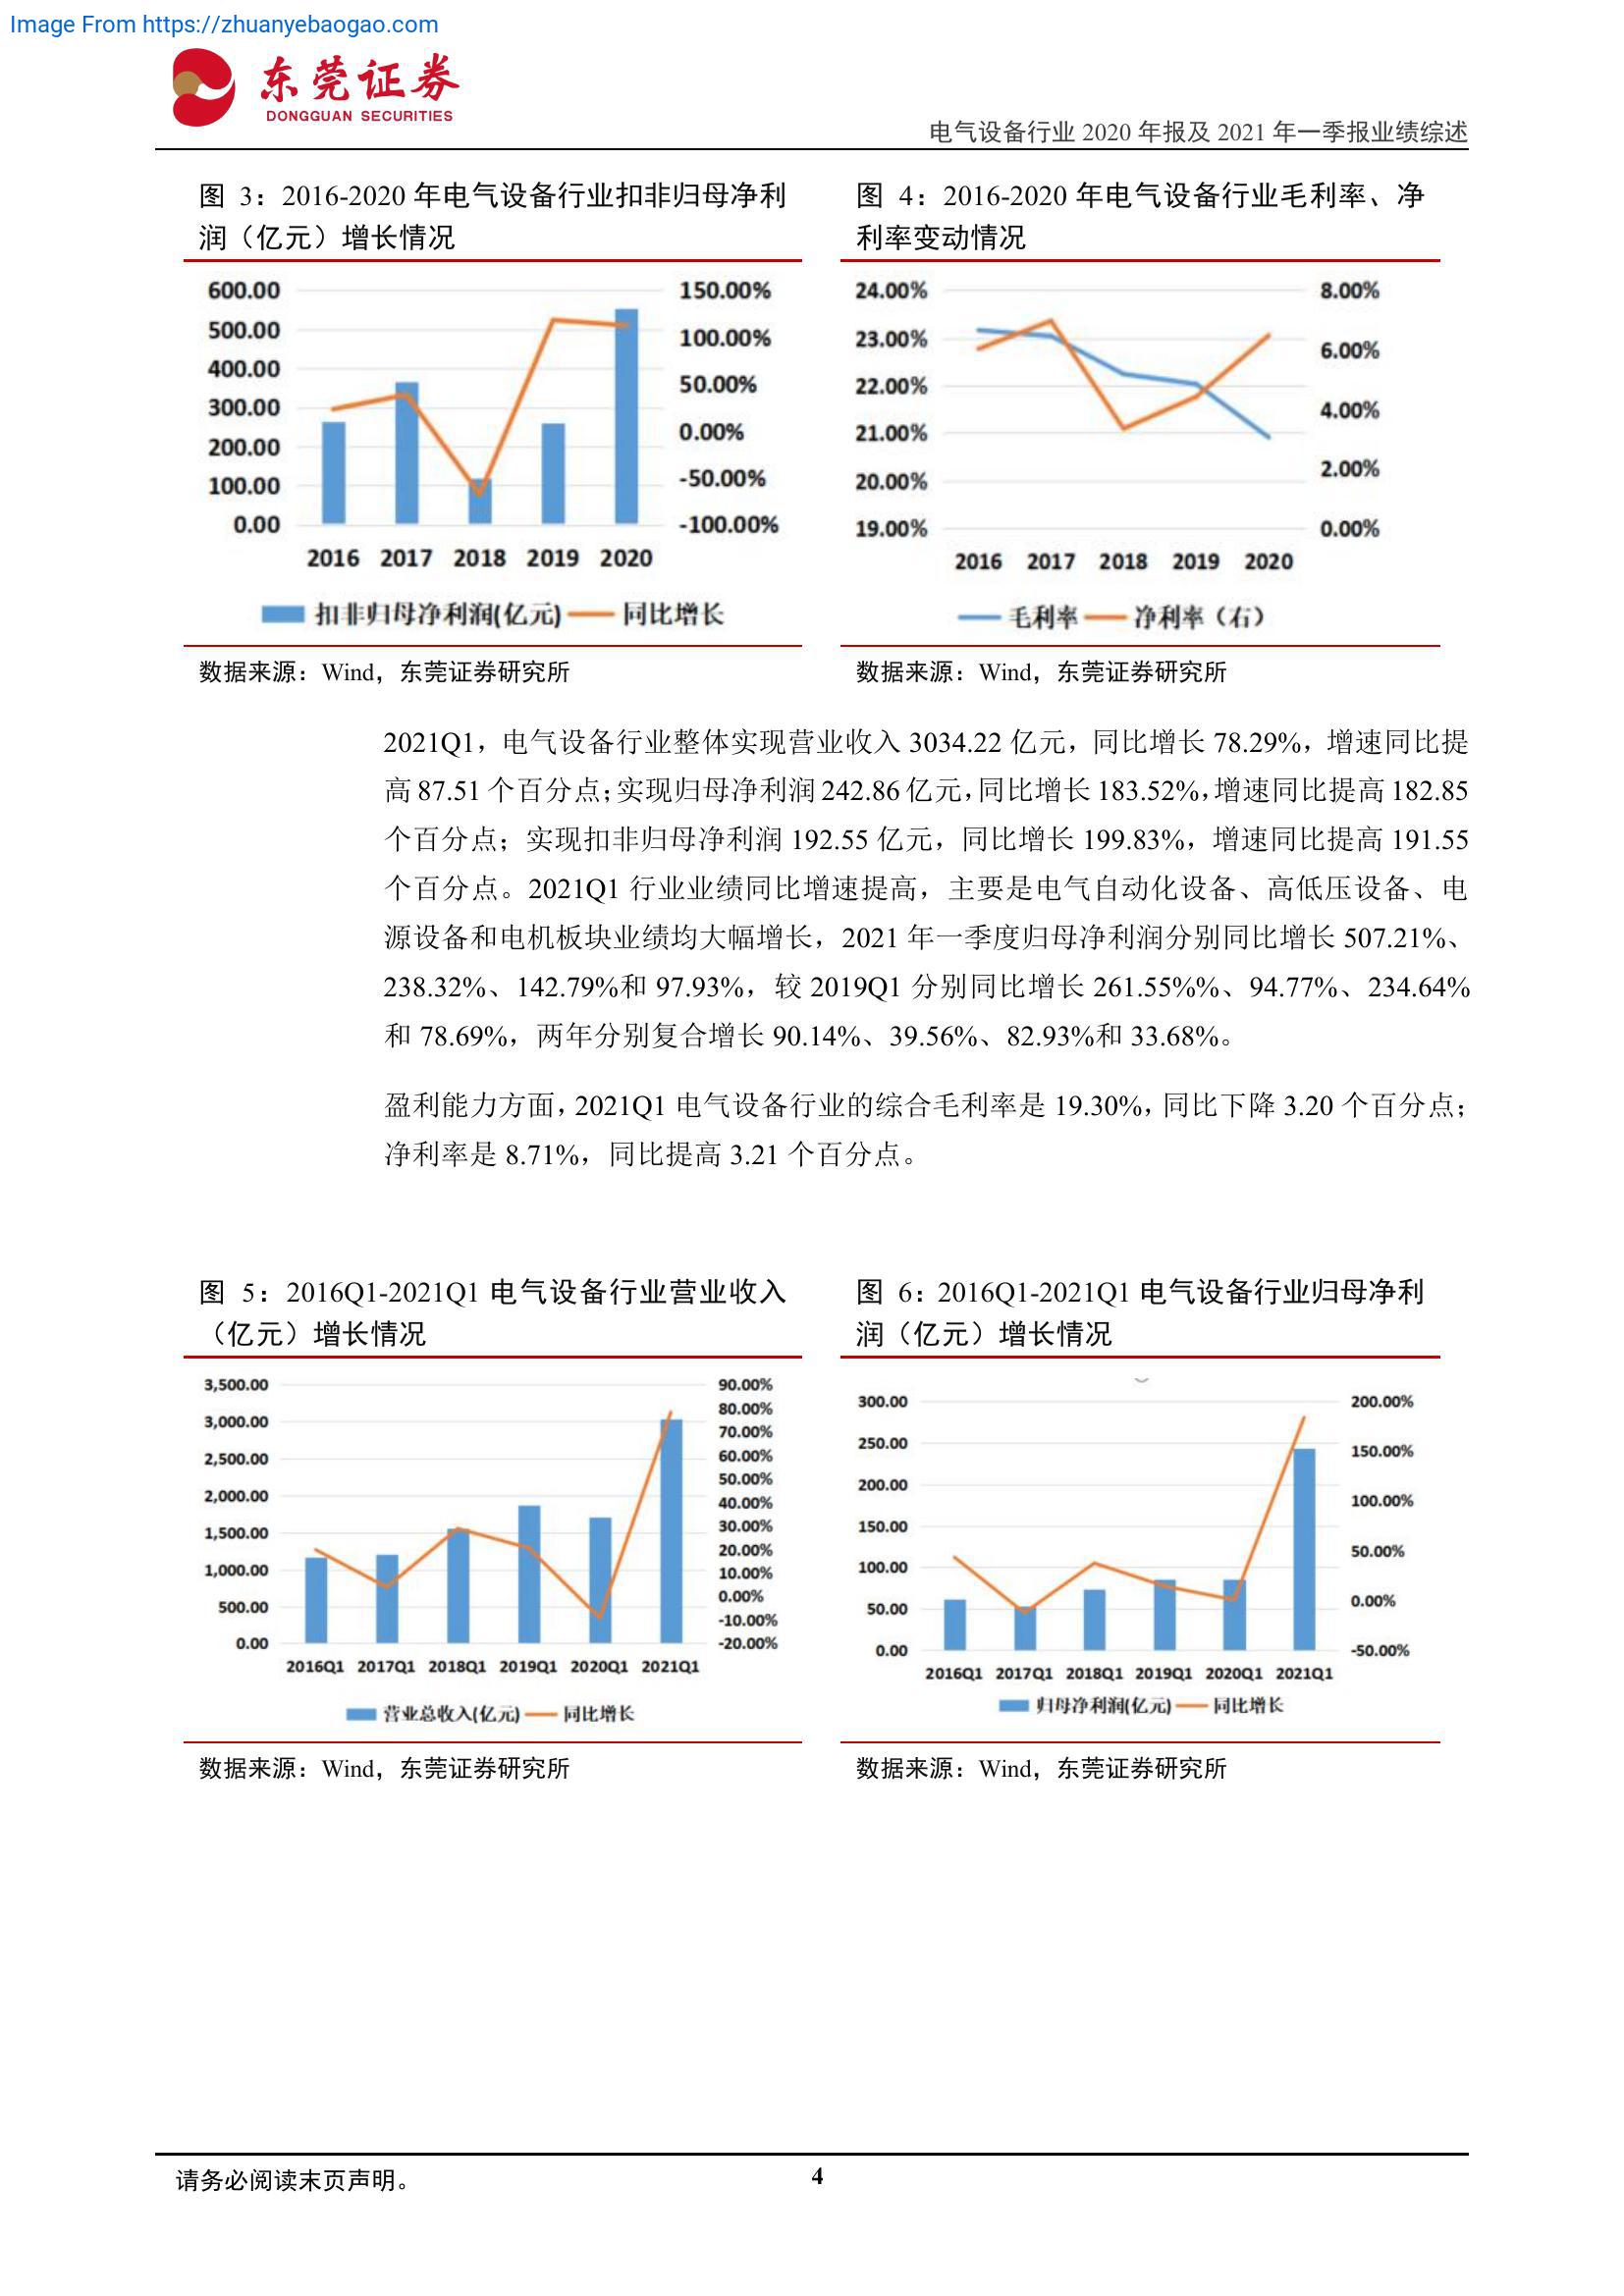 Image From https://zhuanyebaogao.com
东莞证券
DONGGUAN SECURITIES
电气设备行业 2020 年报及 2021 年一季报业绩综述
图 3：2016-2020 年电气设备行业扣非归母净利
润（亿元）增长情况
600.00
500.00
400.00
300.00
200.00
100.00
0.00
150.00%
100.00%
50.00%
0.00%
-50.00%
-100.00%
2016 2017 2018 2019 2020
扣非归母净利润(亿元) 同比增长
数据来源：Wind，东莞证券研究所
图 4：2016-2020 年电气设备行业毛利率、净
利率变动情况
24.00%
23.00%
22.00%
21.00%
20.00%
19.00%
8.00%
6.00%
4.00%
2.00%
0.00%
2016 2017 2018 2019 2020
毛利率 净利率（右）
数据来源：Wind，东莞证券研究所
2021Q1，电气设备行业整体实现营业收入 3034.22 亿元，同比增长 78.29%，增速同比提
高 87.51 个百分点；实现归母净利润 242.86 亿元，同比增长 183.52%，增速同比提高 182.85
个百分点；实现扣非归母净利润 192.55 亿元，同比增长 199.83%，增速同比提高 191.55
个百分点。2021Q1 行业业绩同比增速提高，主要是电气自动化设备、高低压设备、电
源设备和电机板块业绩均大幅增长，2021 年一季度归母净利润分别同比增长 507.21%、
238.32%、142.79%和 97.93%，较 2019Q1 分别同比增长 261.55%%、94.77%、234.64%
和 78.69%，两年分别复合增长 90.14%、39.56%、82.93%和 33.68%。
盈利能力方面，2021Q1 电气设备行业的综合毛利率是 19.30%，同比下降 3.20 个百分点；
净利率是 8.71%，同比提高 3.21 个百分点。
图 5：2016Q1-2021Q1 电气设备行业营业收入
（亿元）增长情况
3,500.00
3,000.00
2,500.00
2,000.00
1,500.00
1,000.00
500.00
0.00
90.00%
80.00%
70.00%
60.00%
50.00%
40.00%
30.00%
20.00%
10.00%
0.00%
-10.00%
-20.00%
2016Q1 2017Q1 2018Q1 2019Q1 2020Q1 2021Q1
营业总收入(亿元) 同比增长
数据来源：Wind，东莞证券研究所
图 6：2016Q1-2021Q1 电气设备行业归母净利
润（亿元）增长情况
300.00
250.00
200.00
150.00
100.00
50.00
0.00
200.00%
150.00%
100.00%
50.00%
0.00%
-50.00%
2016Q1 2017Q1 2018Q1 2019Q1 2020Q1 2021Q1
归母净利润(亿元) 同比增长
数据来源：Wind，东莞证券研究所
请务必阅读末页声明。
4